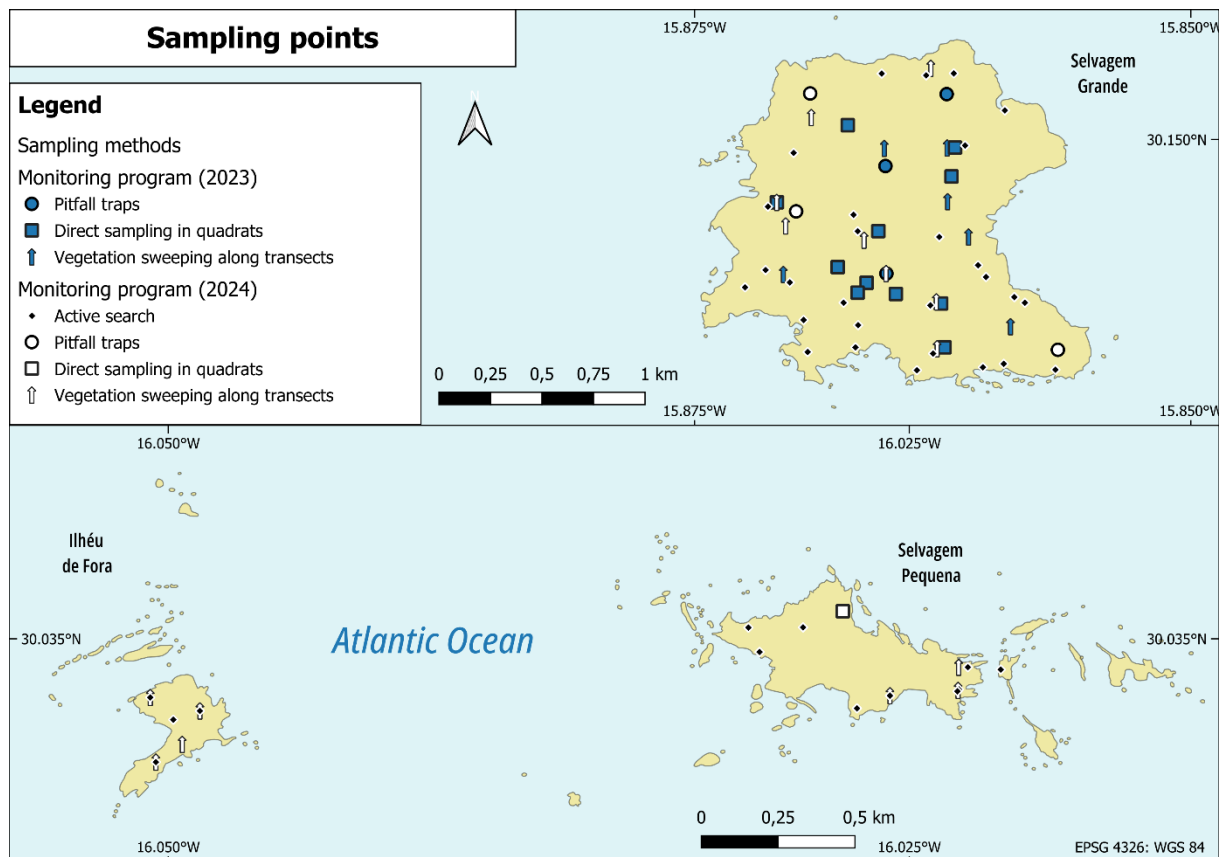 Sampling points
Legend
Sampling methods
Monitoring program (2023)
Pitfall traps
Direct sampling in quadrats
Vegetation sweeping along transects
Monitoring program (2024)
Active search
Pitfall traps
Direct sampling in quadrats
Vegetation sweeping along transects
N
15.875°W
15.850°W
Selvagem
Grande
30.150°N
0 0,25 0,5 0,75 1 km
15.875°W
15.850°W
16.050°W
16.025°W
Ilhéu
de Fora
Selvagem
Pequena
30.035°N
Atlantic Ocean
30.035°N
0 0,25 0,5 km
16.050°W
16.025°W
EPSG 4326: WGS 84